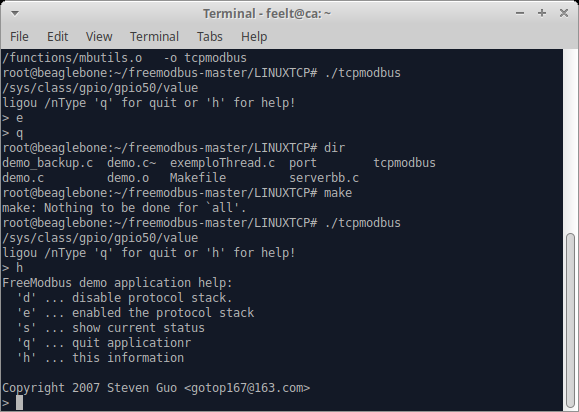 Terminal - feelt@ca: ~
File Edit View Terminal Tabs Help
/functions/mbutils.o   -o tcpmodbus
root@beaglebone:~/freemodbus-master/LINUXTCP# ./tcpmodbus
/sys/class/gpio/gpio50/value
ligou /nType 'q' for quit or 'h' for help!
> e
> q
root@beaglebone:~/freemodbus-master/LINUXTCP# dir
demo_backup.c  demo.c~  exemploThread.c  port        tcpmodbus
demo.c         demo.o   Makefile         serverbb.c
root@beaglebone:~/freemodbus-master/LINUXTCP# make
make: Nothing to be done for `all'.
root@beaglebone:~/freemodbus-master/LINUXTCP# ./tcpmodbus
/sys/class/gpio/gpio50/value
ligou /nType 'q' for quit or 'h' for help!
> h
FreeModbus demo application help:
  'd' ... disable protocol stack.
  'e' ... enabled the protocol stack
  's' ... show current status
  'q' ... quit applicationr
  'h' ... this information
Copyright 2007 Steven Guo <gotop167@163.com>
>